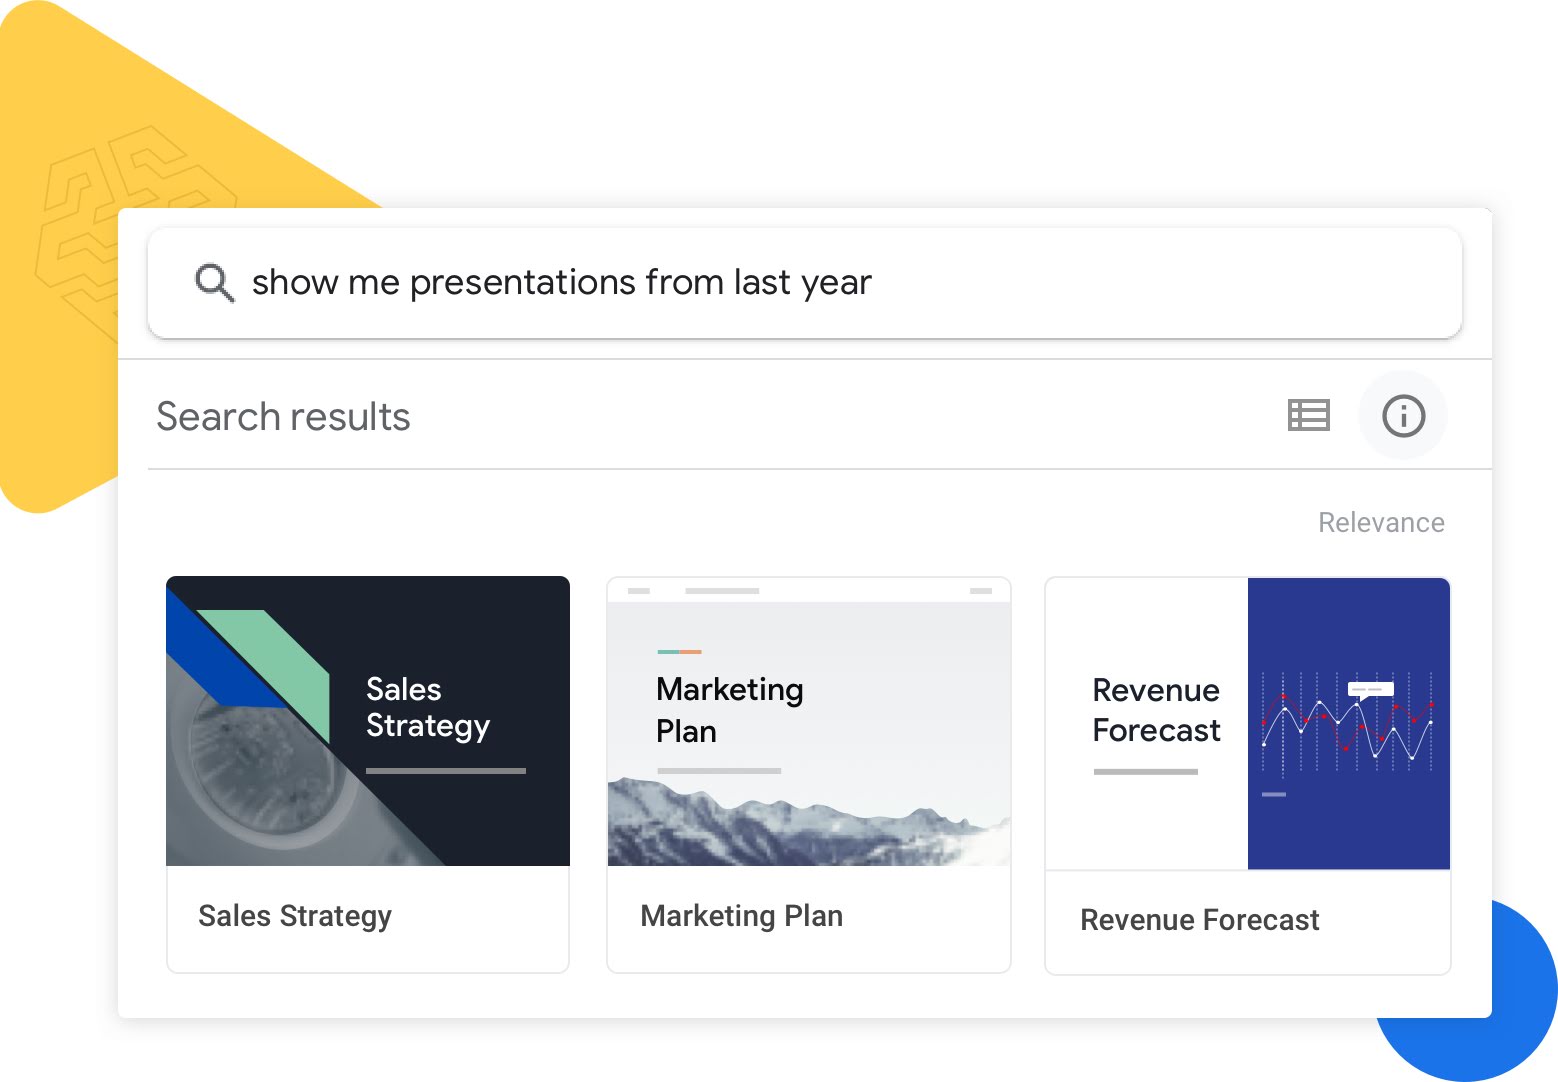 show me presentations from last year
Search results
Relevance
Sales
Strategy
Marketing
Plan
Revenue
Forecast
Sales Strategy
Marketing Plan
Revenue Forecast